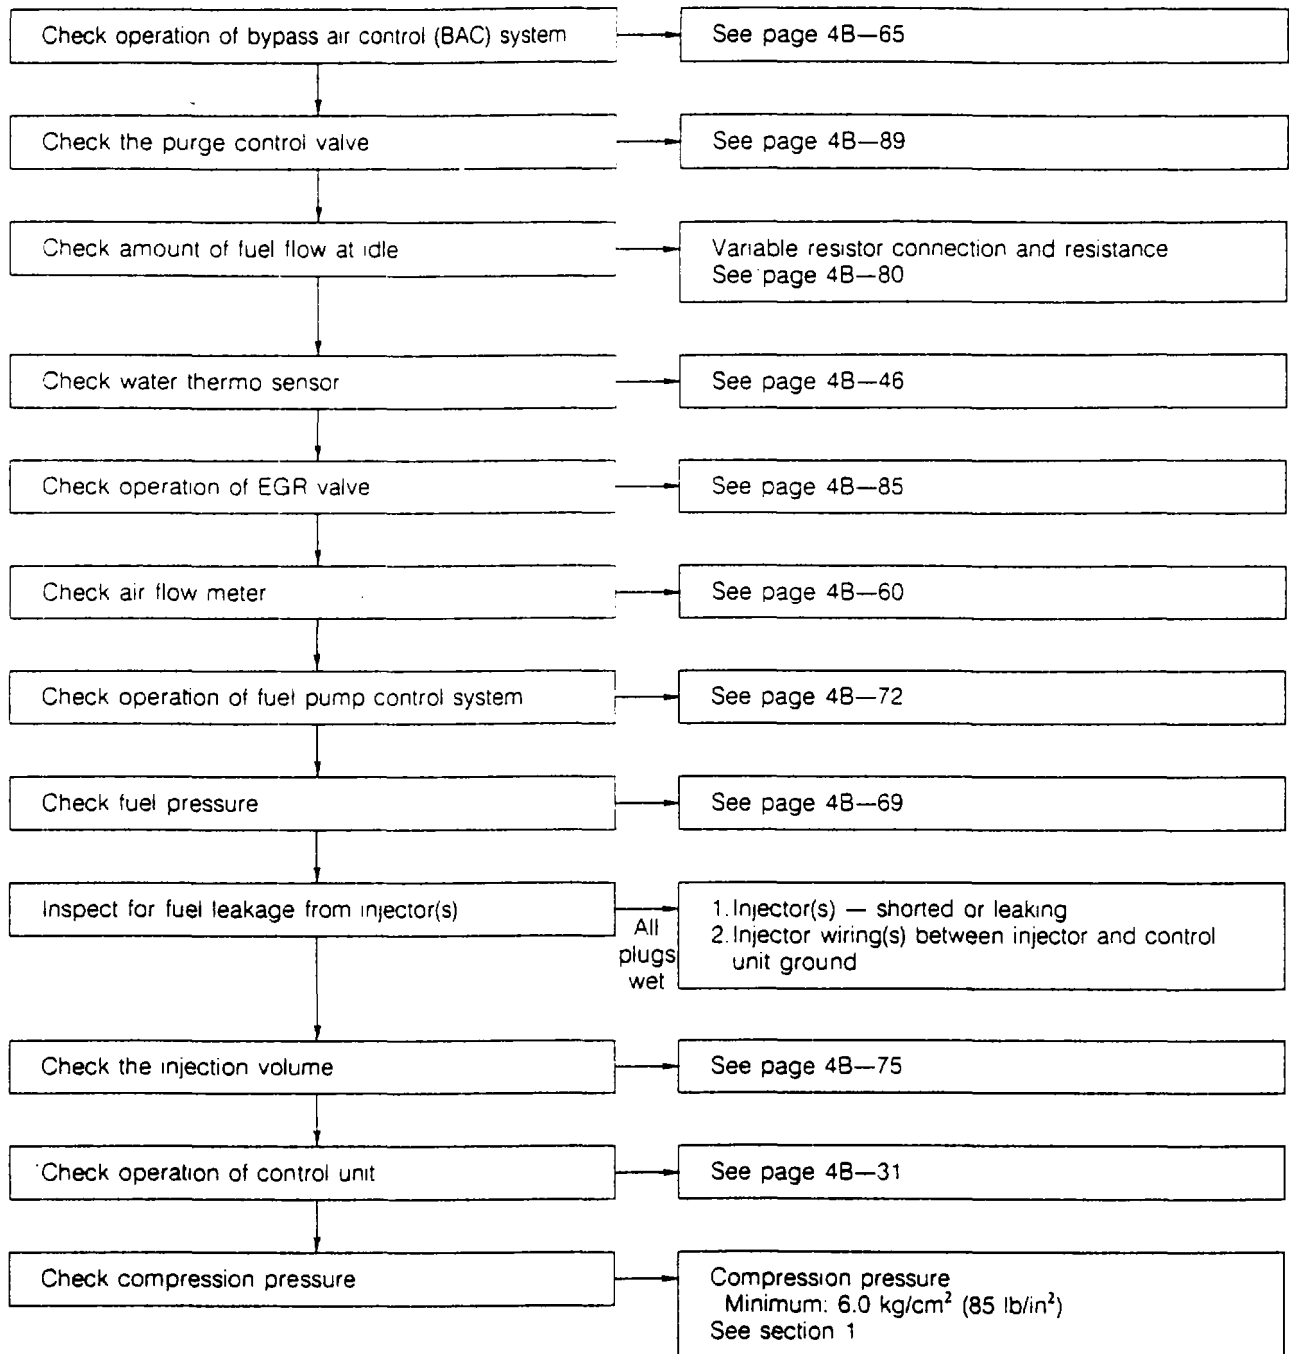 Check operation of bypass air control (BAC) system
See page 4B—65
Check the purge control valve
See page 4B—89
Check amount of fuel flow at idle
Variable resistor connection and resistance
See page 4B—80
Check water thermo sensor
See page 4B—46
Check operation of EGR valve
See page 4B—85
Check air flow meter
See page 4B—60
Check operation of fuel pump control system
See page 4B—72
Check fuel pressure
See page 4B—69
Inspect for fuel leakage from injector(s)
All
plugs
wet
1. Injector(s) — shorted or leaking
2. Injector wiring(s) between injector and control
unit ground
Check the injection volume
See page 4B—75
Check operation of control unit
See page 4B—31
Check compression pressure
Compression pressure
Minimum: 6.0 kg/cm² (85 lb/in²)
See section 1